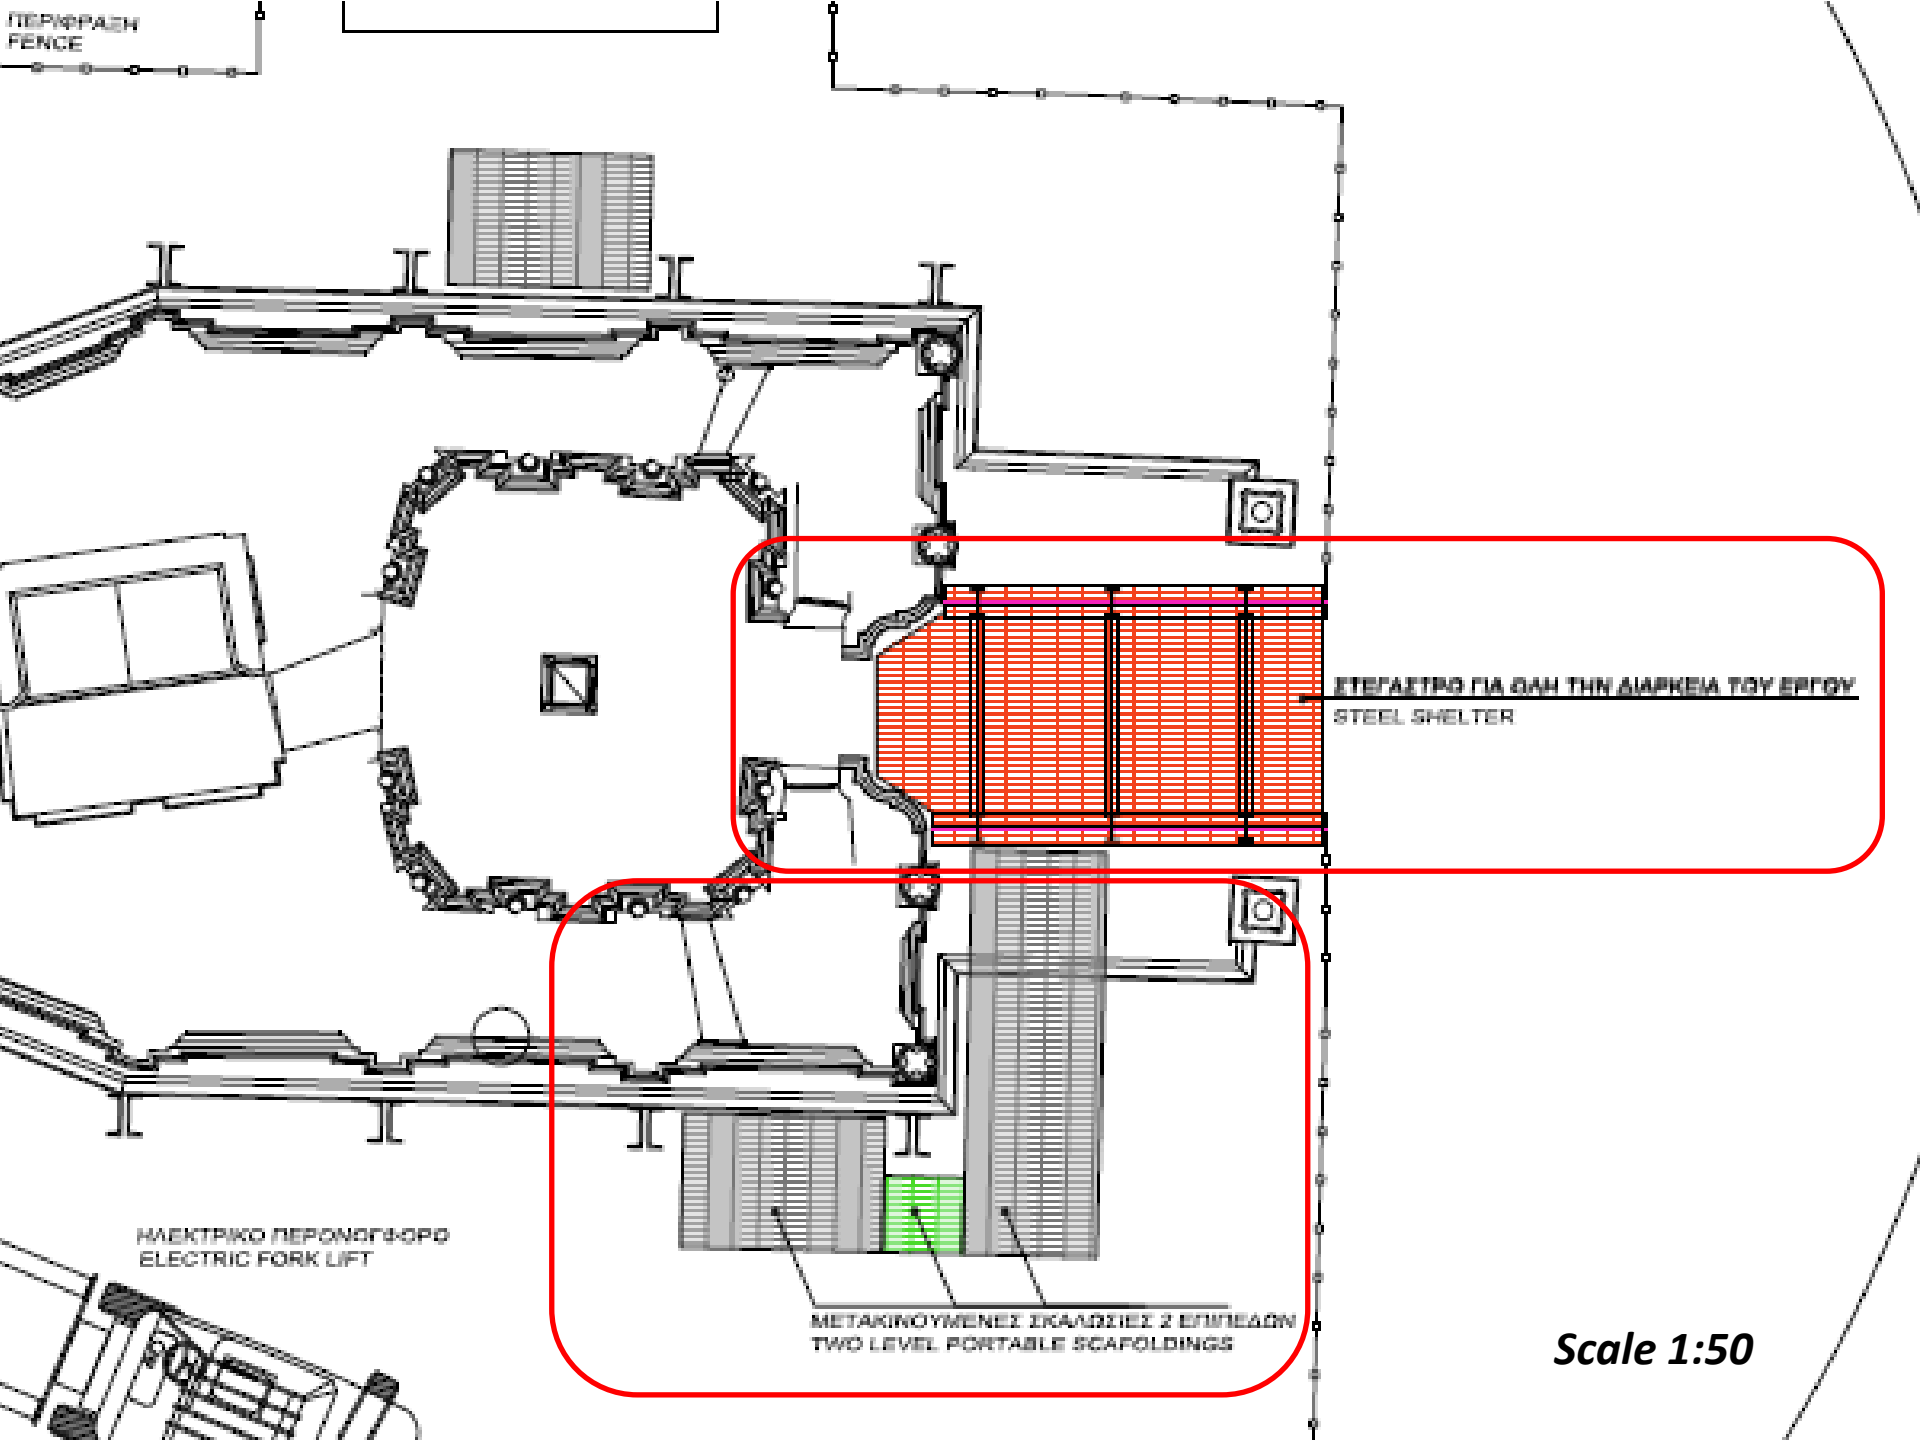 ΠΕΡΙΦΡΑΞΗ
FENCE
ΣΤΕΓΑΣΤΡΟ ΓΙΑ ΟΛΗ ΤΗΝ ΔΙΑΡΚΕΙΑ ΤΟΥ ΕΡΓΟΥ
STEEL SHELTER
ΗΛΕΚΤΡΙΚΟ ΠΕΡΟΝΟΓΦΟΡΟ
ELECTRIC FORK LIFT
ΜΕΤΑΚΙΝΟΥΜΕΝΕΣ ΣΚΑΛΩΣΙΕΣ 2 ΕΠΙΠΕΔΩΝ
TWO LEVEL PORTABLE SCAFOLDINGS
Scale 1:50